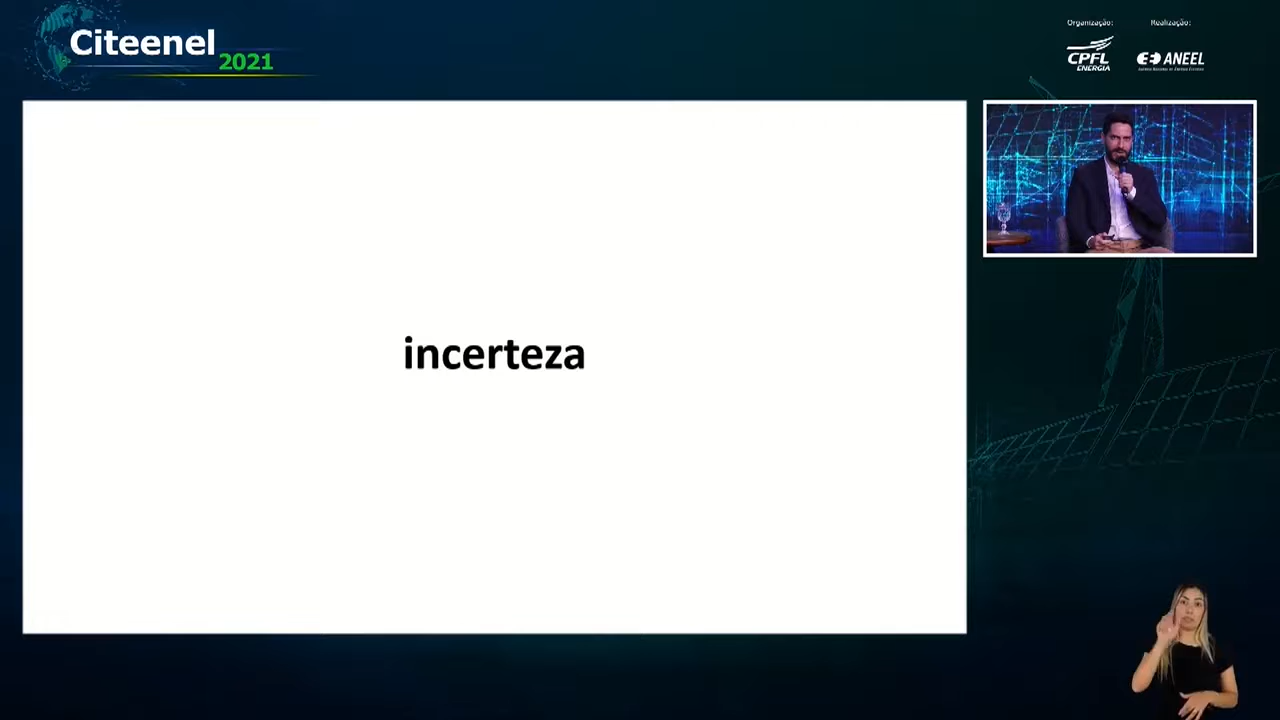 Citeenel
2021
Organização:
Realização:
CPFL
ENERGIA
ANEEL
incerteza